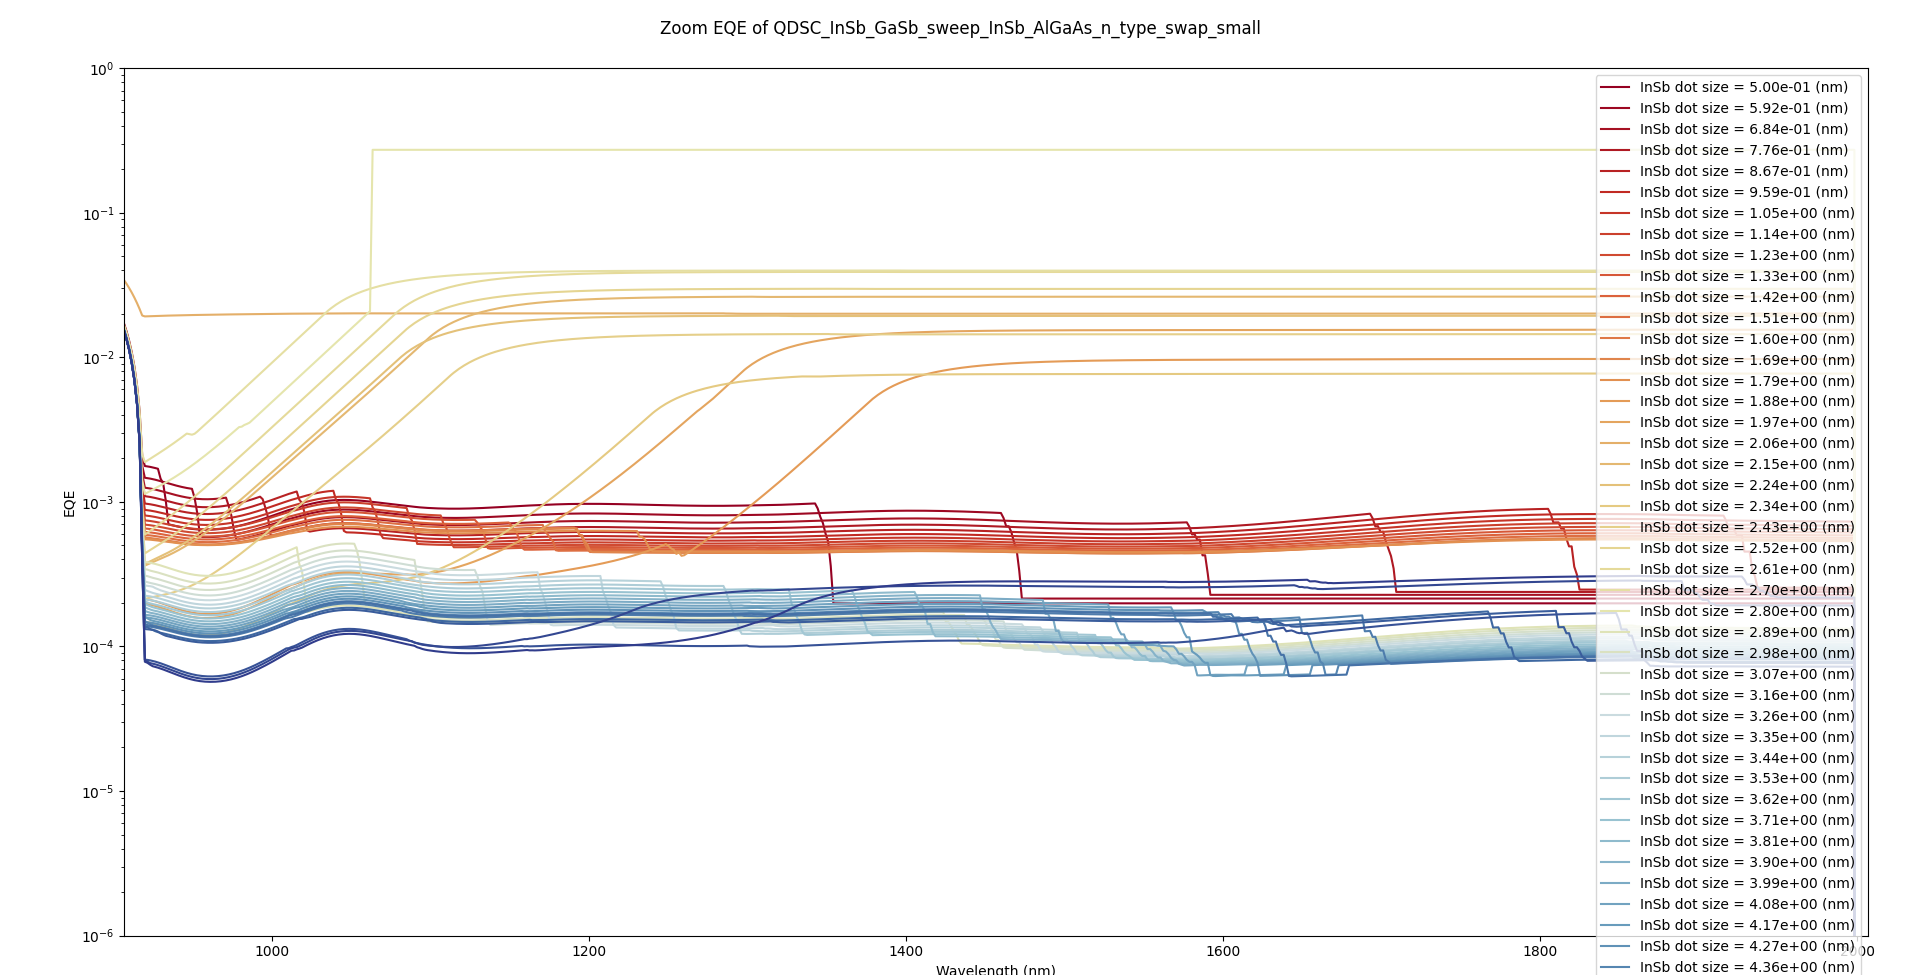 Zoom EQE of QDSC_InSb_GaSb_sweep_InSb_AlGaAs_n_type_swap_small
10⁰
10⁻¹
10⁻²
10⁻³
10⁻⁴
10⁻⁵
10⁻⁶
EQE
1000
1200
1400
1600
1800
2000
Wavelength (nm)
InSb dot size = 5.00e-01 (nm)
InSb dot size = 5.92e-01 (nm)
InSb dot size = 6.84e-01 (nm)
InSb dot size = 7.76e-01 (nm)
InSb dot size = 8.67e-01 (nm)
InSb dot size = 9.59e-01 (nm)
InSb dot size = 1.05e+00 (nm)
InSb dot size = 1.14e+00 (nm)
InSb dot size = 1.23e+00 (nm)
InSb dot size = 1.33e+00 (nm)
InSb dot size = 1.42e+00 (nm)
InSb dot size = 1.51e+00 (nm)
InSb dot size = 1.60e+00 (nm)
InSb dot size = 1.69e+00 (nm)
InSb dot size = 1.79e+00 (nm)
InSb dot size = 1.88e+00 (nm)
InSb dot size = 1.97e+00 (nm)
InSb dot size = 2.06e+00 (nm)
InSb dot size = 2.15e+00 (nm)
InSb dot size = 2.24e+00 (nm)
InSb dot size = 2.34e+00 (nm)
InSb dot size = 2.43e+00 (nm)
InSb dot size = 2.52e+00 (nm)
InSb dot size = 2.61e+00 (nm)
InSb dot size = 2.70e+00 (nm)
InSb dot size = 2.80e+00 (nm)
InSb dot size = 2.89e+00 (nm)
InSb dot size = 2.98e+00 (nm)
InSb dot size = 3.07e+00 (nm)
InSb dot size = 3.16e+00 (nm)
InSb dot size = 3.26e+00 (nm)
InSb dot size = 3.35e+00 (nm)
InSb dot size = 3.44e+00 (nm)
InSb dot size = 3.53e+00 (nm)
InSb dot size = 3.62e+00 (nm)
InSb dot size = 3.71e+00 (nm)
InSb dot size = 3.81e+00 (nm)
InSb dot size = 3.90e+00 (nm)
InSb dot size = 3.99e+00 (nm)
InSb dot size = 4.08e+00 (nm)
InSb dot size = 4.17e+00 (nm)
InSb dot size = 4.27e+00 (nm)
InSb dot size = 4.36e+00 (nm)